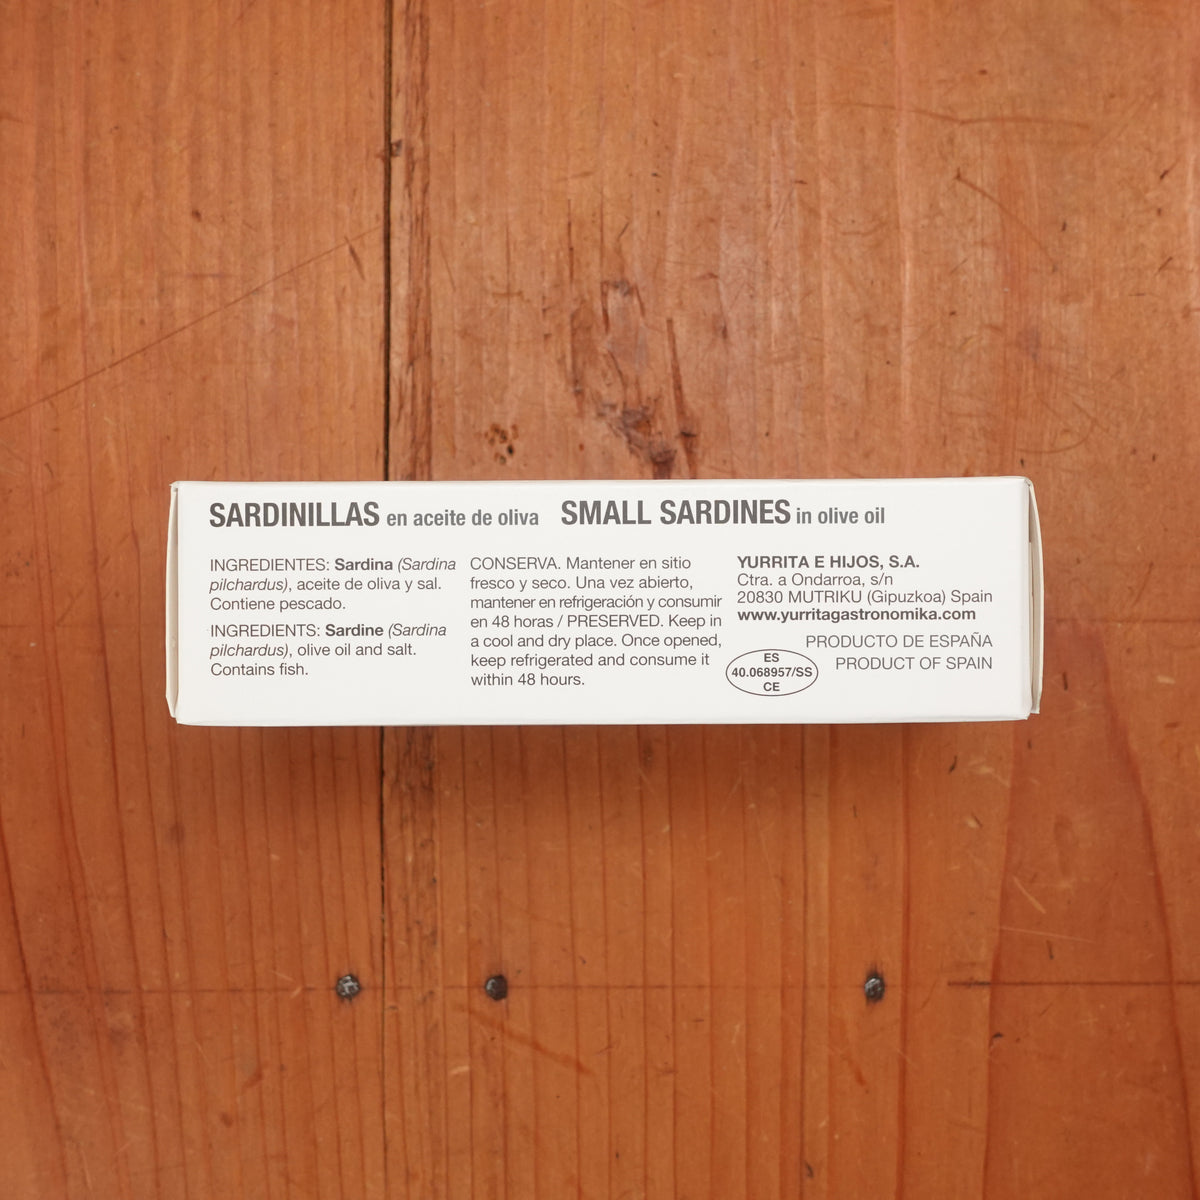 SARDINILLAS en aceite de oliva SMALL SARDINES in olive oil
INGREDIENTES: Sardina (Sardina
pilchardus), aceite de oliva y sal.
Contiene pescado.
INGREDIENTS: Sardine (Sardina
pilchardus), olive oil and salt.
Contains fish.
CONSERVA. Mantener en sitio
fresco y seco. Una vez abierto,
mantener en refrigeración y consumir
en 48 horas / PRESERVED. Keep in
a cool and dry place. Once opened,
keep refrigerated and consume it
within 48 hours.
YURRITA E HIJOS, S.A.
Ctra. a Ondarroa, s/n
20830 MUTRIKU (Gipuzkoa) Spain
www.yurritagastronomika.com
PRODUCTO DE ESPAÑA
PRODUCT OF SPAIN
ES
40.068957/SS
CE